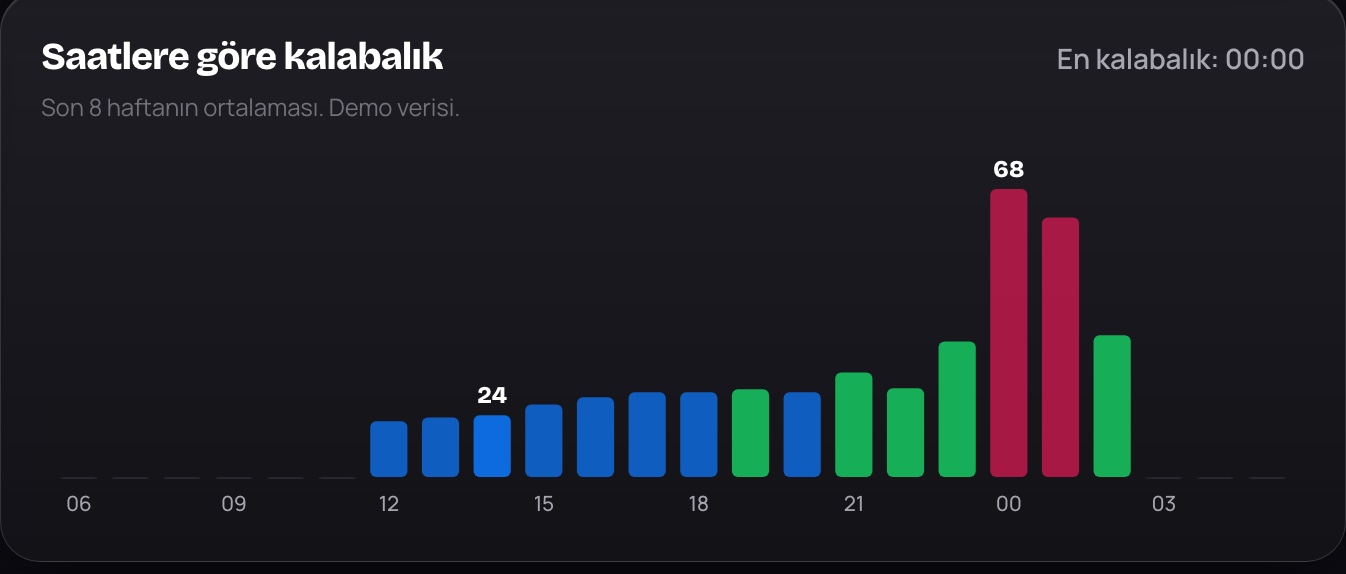 Saatlere göre kalabalık
En kalabalık: 00:00
Son 8 haftanın ortalaması. Demo verisi.
68
24
06 09 12 15 18 21 00 03